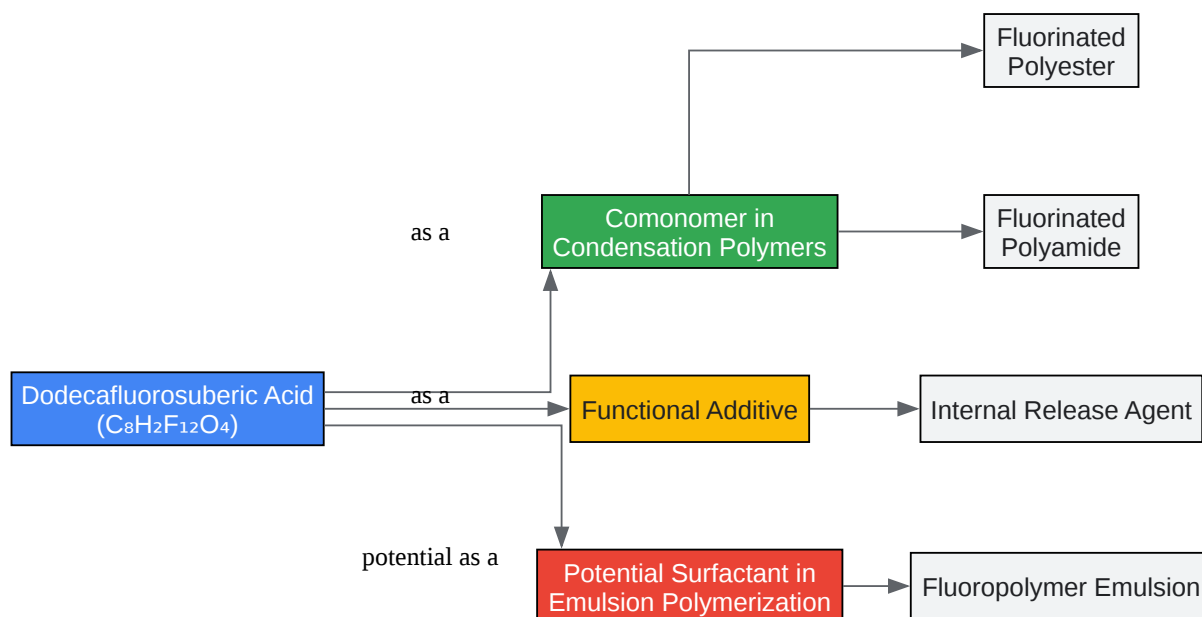 Fluorinated
Polyester
as a
Comonomer in
Condensation Polymers
Fluorinated
Polyamide
Dodecafluorosuberic Acid
(C₈H₂F₁₂O₄)
as a
Functional Additive
Internal Release Agent
potential as a
Potential Surfactant in
Emulsion Polymerization
Fluoropolymer Emulsion